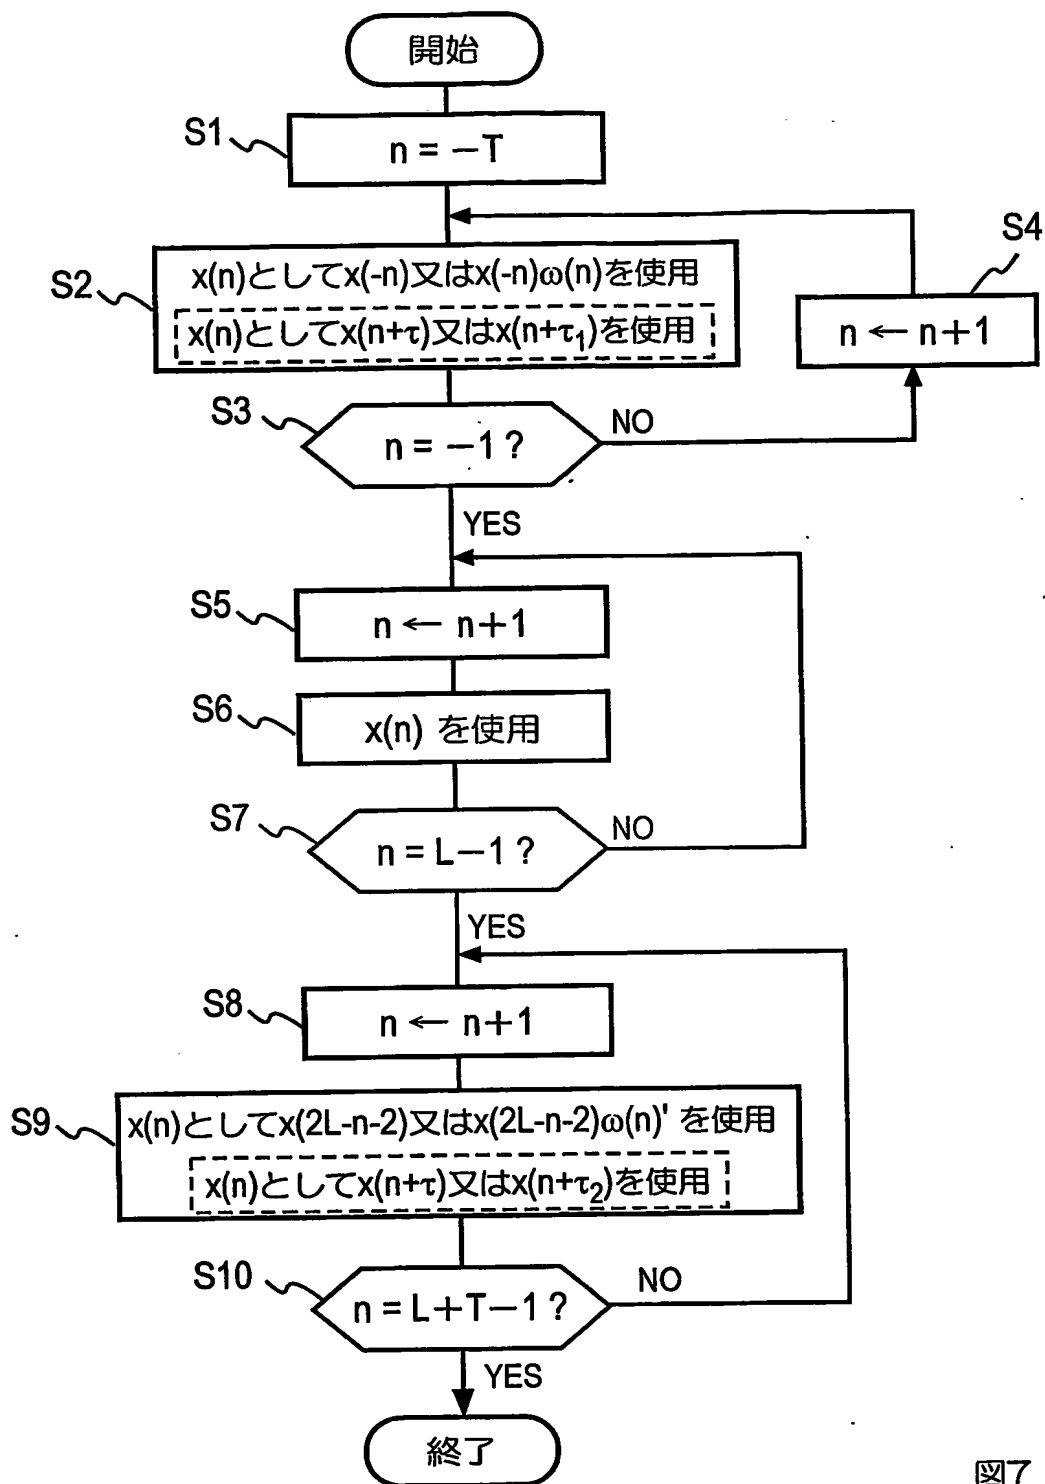 開始
S1
n = −T
S4
S2
x(n)としてx(-n)又はx(-n)ω(n)を使用
x(n)としてx(n+τ)又はx(n+τ₁)を使用
n ← n+1
S3
n = −1 ?
NO
YES
S5
n ← n+1
S6
x(n) を使用
S7
n = L−1 ?
NO
YES
S8
n ← n+1
S9
x(n)としてx(2L-n-2)又はx(2L-n-2)ω(n)' を使用
x(n)としてx(n+τ)又はx(n+τ₂)を使用
S10
n = L+T−1 ?
NO
YES
終了
図7